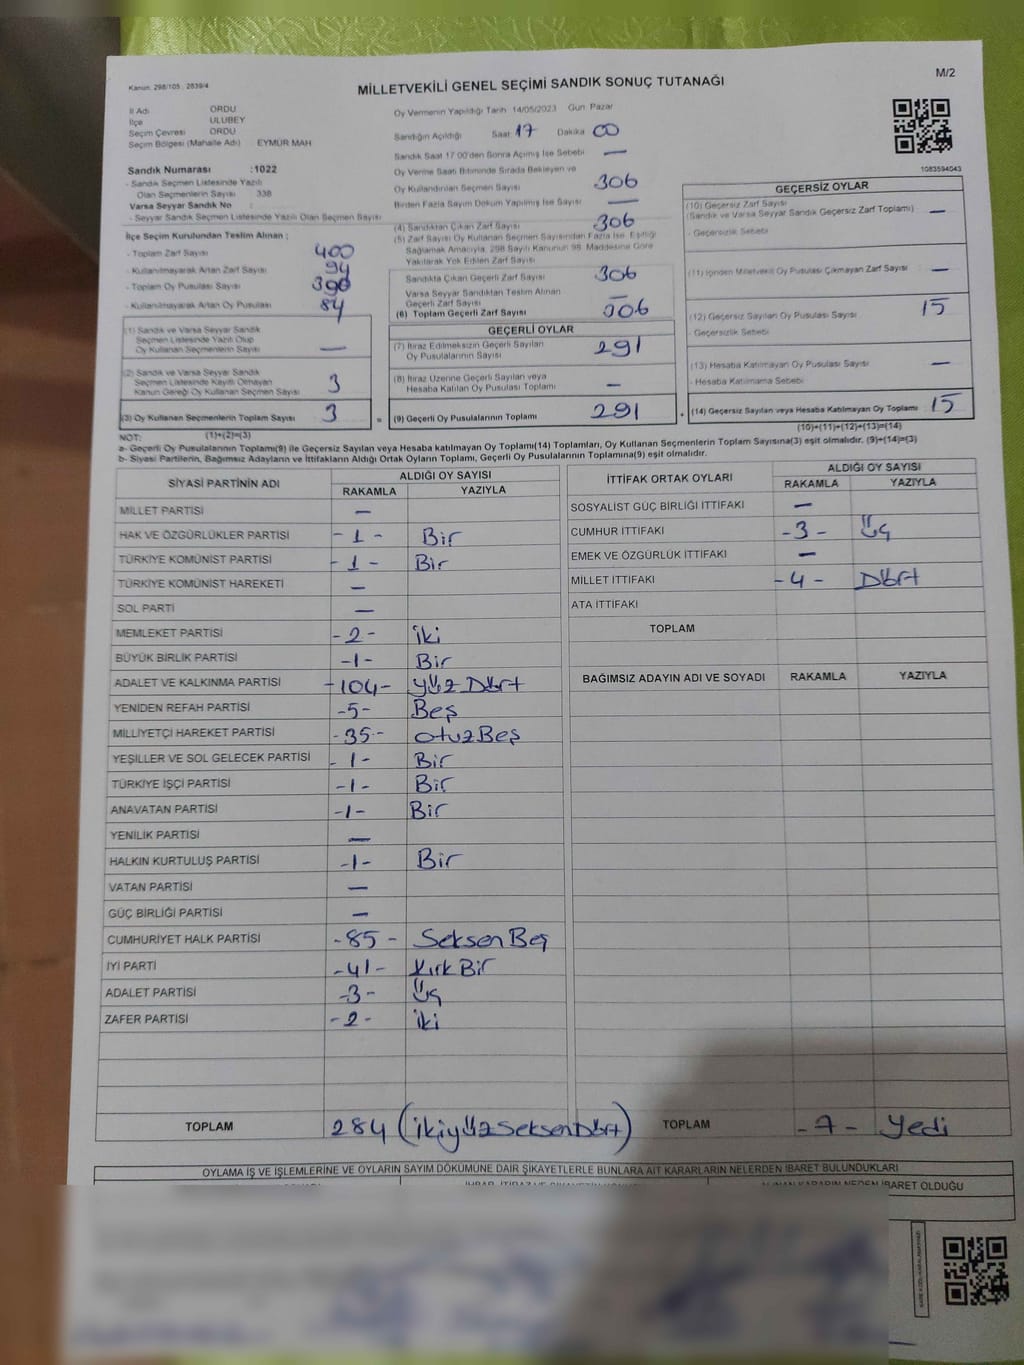 Kanun: 298/105, 2839/4
MİLLETVEKİLİ GENEL SEÇİMİ SANDIK SONUÇ TUTANAĞI
M/2
İl Adı ORDU
İlçe ULUBEY
Seçim Çevresi ORDU
Seçim Bölgesi (Mahalle Adı) EYMÜR MAH
Oy Vermenin Yapıldığı Tarih 14/05/2023 Gün: Pazar
Sandığın Açıldığı Saat 17 Dakika 00
Sandık Saat 17:00'den Sonra Açılmış İse Sebebi —
1083594043
Sandık Numarası :1022
- Sandık Seçmen Listesinde Yazılı
Olan Seçmenlerin Sayısı 338
Varsa Seyyar Sandık No :
- Seyyar Sandık Seçmen Listesinde Yazılı Olan Seçmen Sayısı
Oy Verme Saati Bitiminde Sırada Bekleyen ve
Oy Kullandırılan Seçmen Sayısı 306
Birden Fazla Sayım Döküm Yapılmış İse Sayısı —
(4) Sandıktan Çıkan Zarf Sayısı 306
(5) Zarf Sayısı Oy Kullanan Seçmen Sayısından Fazla İse, Eşitliği
Sağlamak Amacıyla, 298 Sayılı Kanunun 98. Maddesine Göre
Yakılarak Yok Edilen Zarf Sayısı —
İlçe Seçim Kurulundan Teslim Alınan ;
- Toplam Zarf Sayısı 400
- Kullanılmayarak Artan Zarf Sayısı 94
- Toplam Oy Pusulası Sayısı 390
- Kullanılmayarak Artan Oy Pusulası 84
Sandıkta Çıkan Geçerli Zarf Sayısı 306
Varsa Seyyar Sandıktan Teslim Alınan
Geçerli Zarf Sayısı —
(6) Toplam Geçerli Zarf Sayısı 306
GEÇERSİZ OYLAR
(10) Geçersiz Zarf Sayısı —
(Sandık ve Varsa Seyyar Sandık Geçersiz Zarf Toplamı)
- Geçersizlik Sebebi
(11) İçinden Milletvekili Oy Pusulası Çıkmayan Zarf Sayısı —
(12) Geçersiz Sayılan Oy Pusulası Sayısı 15
- Geçersizlik Sebebi
(13) Hesaba Katılmayan Oy Pusulası Sayısı —
- Hesaba Katılmama Sebebi
(14) Geçersiz Sayılan veya Hesaba Katılmayan Oy Toplamı 15
(10)+(11)+(12)+(13)=(14)
(1) Sandık ve Varsa Seyyar Sandık
Seçmen Listesinde Yazılı Olup
Oy Kullanan Seçmenlerin Sayısı —
(2) Sandık ve Varsa Seyyar Sandık
Seçmen Listesinde Kayıtlı Olmayan
Kanun Gereği Oy Kullanan Seçmen Sayısı 3
(3) Oy Kullanan Seçmenlerin Toplam Sayısı 3 =
(1)+(2)=(3)
GEÇERLİ OYLAR
(7) İtiraz Edilmeksizin Geçerli Sayılan
Oy Pusulalarının Sayısı 291
(8) İtiraz Üzerine Geçerli Sayılan veya
Hesaba Katılan Oy Pusulası Toplamı —
(9) Geçerli Oy Pusulalarının Toplamı 291 +
NOT:
a- Geçerli Oy Pusulalarının Toplamı(9) ile Geçersiz Sayılan veya Hesaba katılmayan Oy Toplamı(14) Toplamları, Oy Kullanan Seçmenlerin Toplam Sayısına(3) eşit olmalıdır. (9)+(14)=(3)
b- Siyasi Partilerin, Bağımsız Adayların ve İttifakların Aldığı Ortak Oyların Toplamı, Geçerli Oy Pusulalarının Toplamına(9) eşit olmalıdır.
SİYASİ PARTİNİN ADI ALDIĞI OY SAYISI
RAKAMLA YAZIYLA
MİLLET PARTİSİ —
HAK VE ÖZGÜRLÜKLER PARTİSİ -1- Bir
TÜRKİYE KOMÜNİST PARTİSİ -1- Bir
TÜRKİYE KOMÜNİST HAREKETİ —
SOL PARTİ —
MEMLEKET PARTİSİ -2- iki
BÜYÜK BİRLİK PARTİSİ -1- Bir
ADALET VE KALKINMA PARTİSİ -104- Yüz Dört
YENİDEN REFAH PARTİSİ -5- Beş
MİLLİYETÇİ HAREKET PARTİSİ -35- otuz Beş
YEŞİLLER VE SOL GELECEK PARTİSİ -1- Bir
TÜRKİYE İŞÇİ PARTİSİ -1- Bir
ANAVATAN PARTİSİ -1- Bir
YENİLİK PARTİSİ —
HALKIN KURTULUŞ PARTİSİ -1- Bir
VATAN PARTİSİ —
GÜÇ BİRLİĞİ PARTİSİ —
CUMHURİYET HALK PARTİSİ -85- Seksen Beş
İYİ PARTİ -41- Kırk Bir
ADALET PARTİSİ -3- Üç
ZAFER PARTİSİ -2- iki
TOPLAM 284 (ikiyüzseksenDört)
İTTİFAK ORTAK OYLARI ALDIĞI OY SAYISI
RAKAMLA YAZIYLA
SOSYALİST GÜÇ BİRLİĞİ İTTİFAKI —
CUMHUR İTTİFAKI -3- Üç
EMEK VE ÖZGÜRLÜK İTTİFAKI —
MİLLET İTTİFAKI -4- Dört
ATA İTTİFAKI
TOPLAM
BAĞIMSIZ ADAYIN ADI VE SOYADI RAKAMLA YAZIYLA
TOPLAM -7- Yedi
OYLAMA İŞ VE İŞLEMLERİNE VE OYLARIN SAYIM DÖKÜMÜNE DAİR ŞİKAYETLERLE BUNLARA AİT KARARLARIN NELERDEN İBARET BULUNDUKLARI